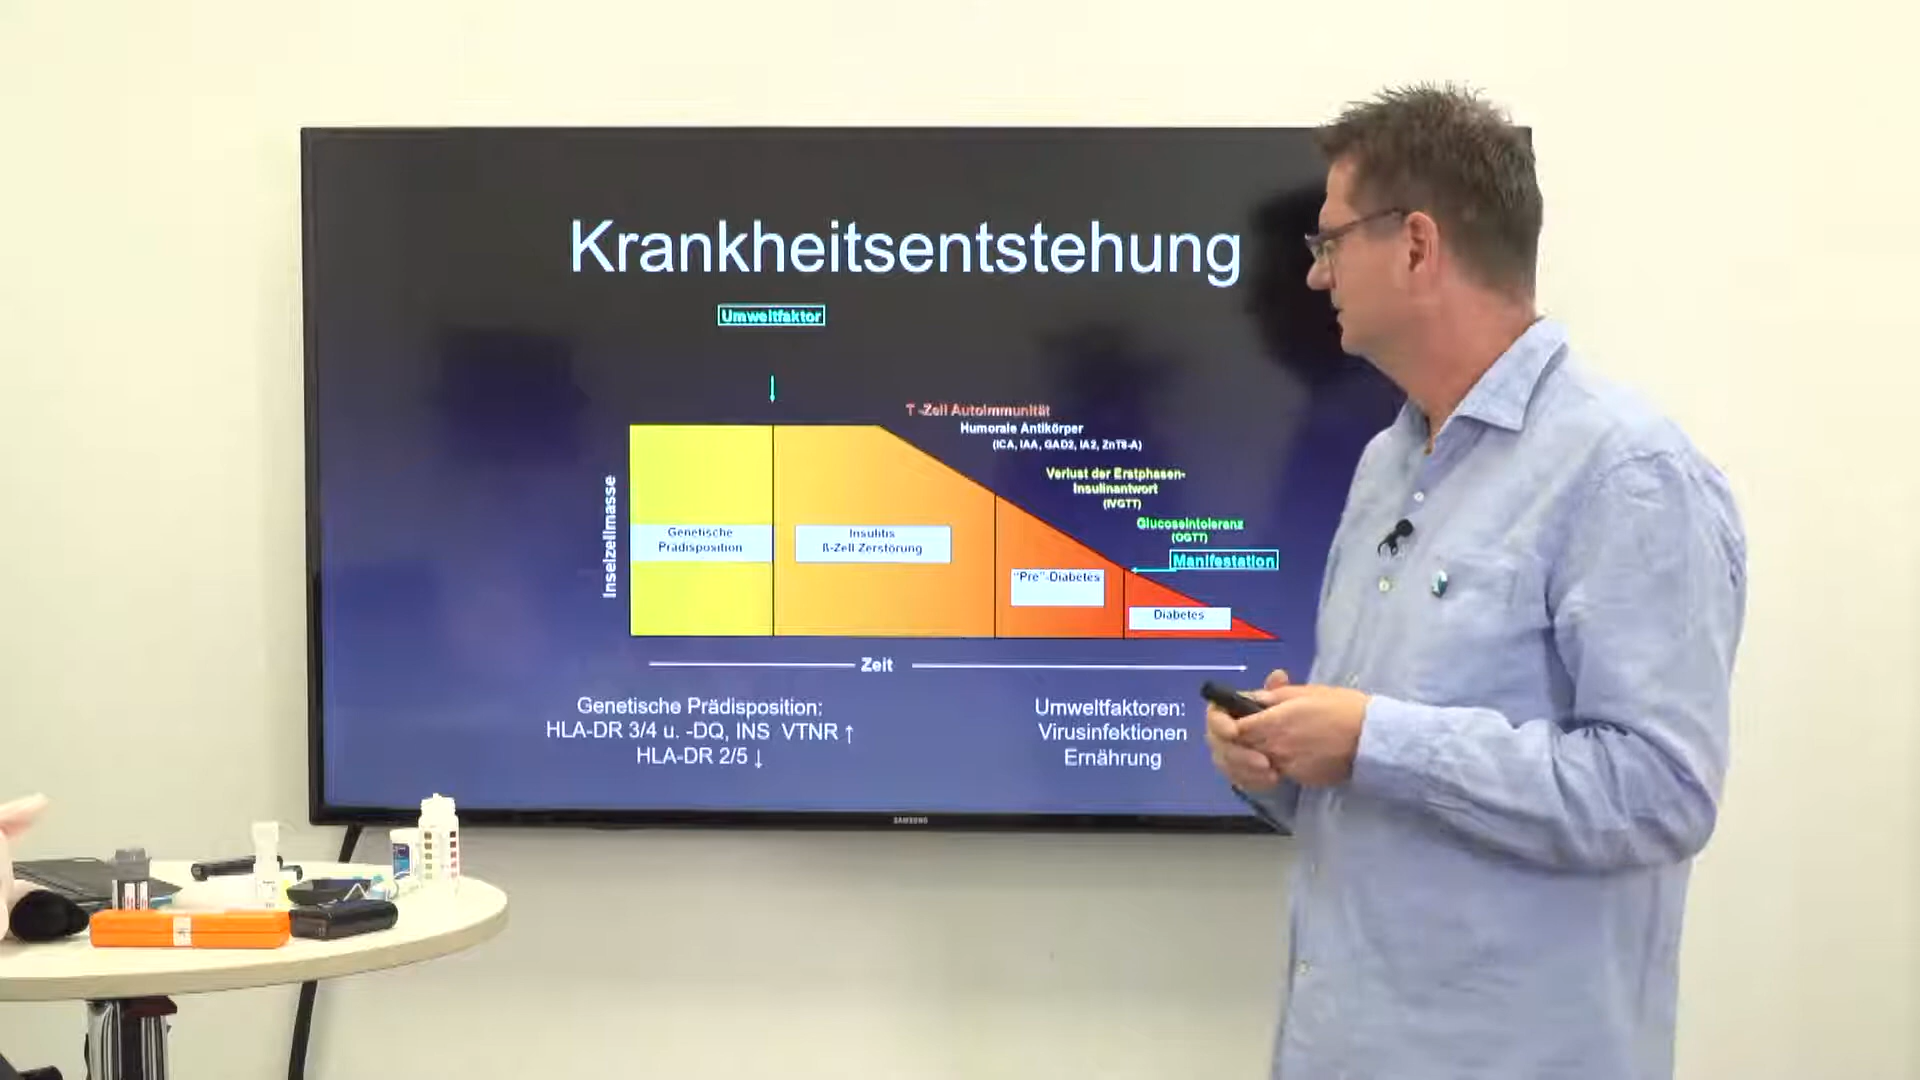 Krankheitsentstehung
Umweltfaktor
T -Zell Autoimmunität
Humorale Antikörper
(ICA, IAA, GAD2, IA2, ZnT8-A)
Verlust der Erstphasen-
Insulinantwort
(IVGTT)
Glucoseintoleranz
(OGTT)
Manifestation
Inselzellmasse
Genetische
Prädisposition
Insulitis
ß-Zell Zerstörung
"Pre"-Diabetes
Diabetes
Zeit
Genetische Prädisposition:
HLA-DR 3/4 u. -DQ, INS VTNR ↑
HLA-DR 2/5 ↓
Umweltfaktoren:
Virusinfektionen
Ernährung
SAMSUNG